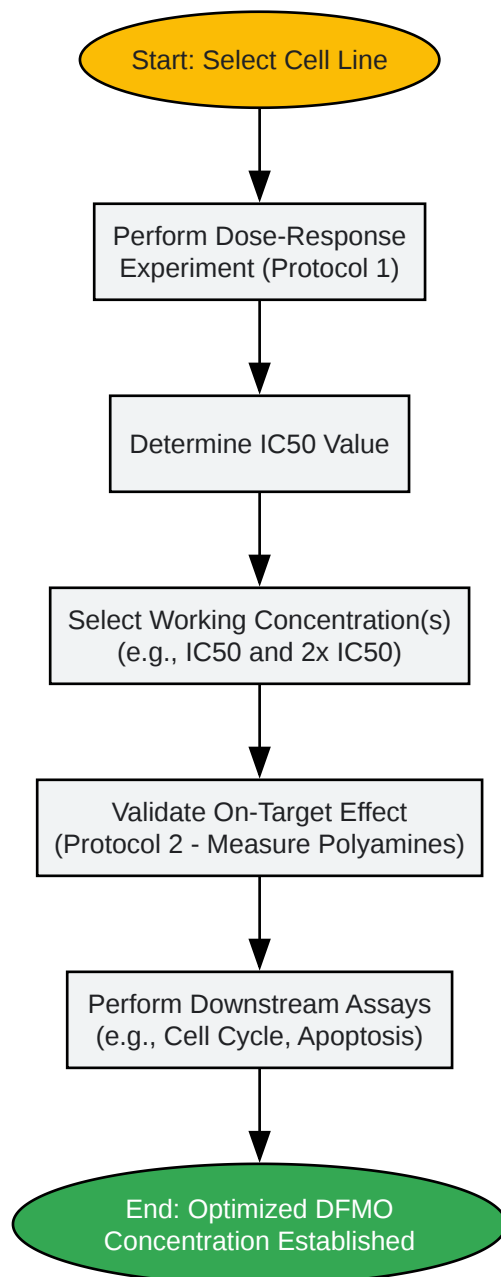 Start: Select Cell Line
Perform Dose-Response
Experiment (Protocol 1)
Determine IC50 Value
Select Working Concentration(s)
(e.g., IC50 and 2x IC50)
Validate On-Target Effect
(Protocol 2 - Measure Polyamines)
Perform Downstream Assays
(e.g., Cell Cycle, Apoptosis)
End: Optimized DFMO
Concentration Established